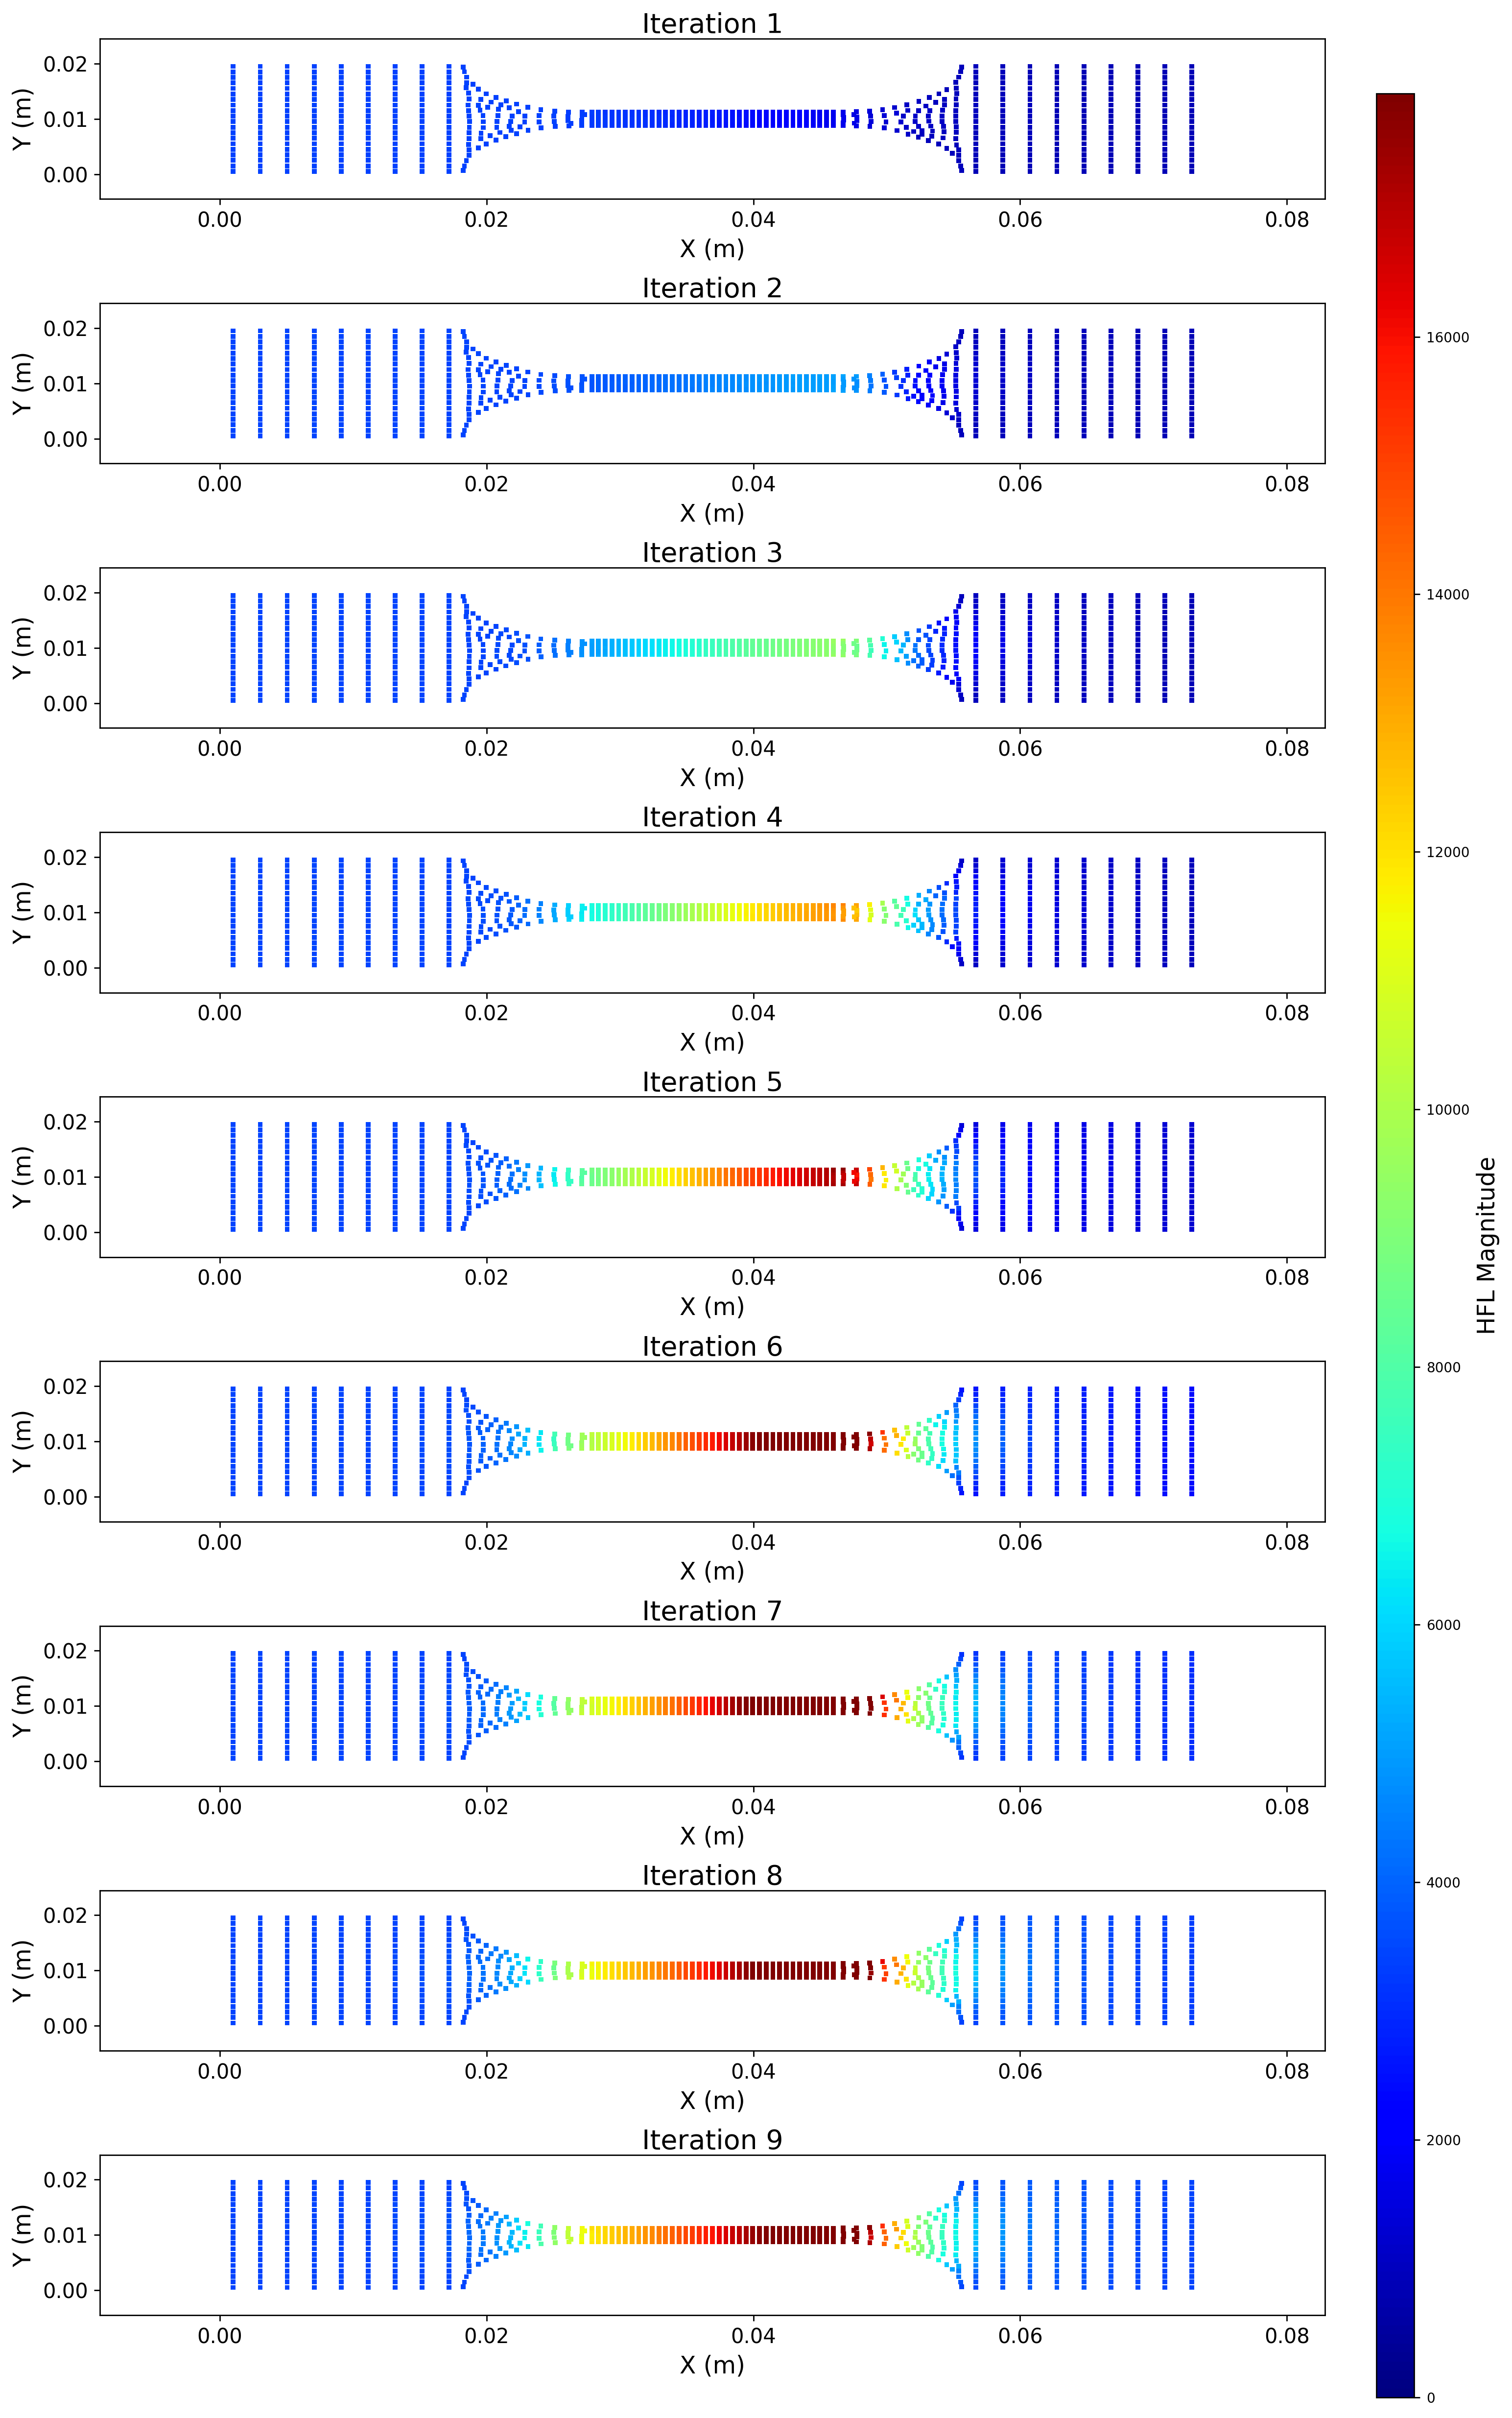 Iteration 1
0.02
0.01
0.00
Y (m)
0.00 0.02 0.04 0.06 0.08
X (m)
Iteration 2
0.02
0.01
0.00
Y (m)
0.00 0.02 0.04 0.06 0.08
X (m)
Iteration 3
0.02
0.01
0.00
Y (m)
0.00 0.02 0.04 0.06 0.08
X (m)
Iteration 4
0.02
0.01
0.00
Y (m)
0.00 0.02 0.04 0.06 0.08
X (m)
Iteration 5
0.02
0.01
0.00
Y (m)
0.00 0.02 0.04 0.06 0.08
X (m)
Iteration 6
0.02
0.01
0.00
Y (m)
0.00 0.02 0.04 0.06 0.08
X (m)
Iteration 7
0.02
0.01
0.00
Y (m)
0.00 0.02 0.04 0.06 0.08
X (m)
Iteration 8
0.02
0.01
0.00
Y (m)
0.00 0.02 0.04 0.06 0.08
X (m)
Iteration 9
0.02
0.01
0.00
Y (m)
0.00 0.02 0.04 0.06 0.08
X (m)
16000
14000
12000
10000
8000
6000
4000
2000
0
HFL Magnitude